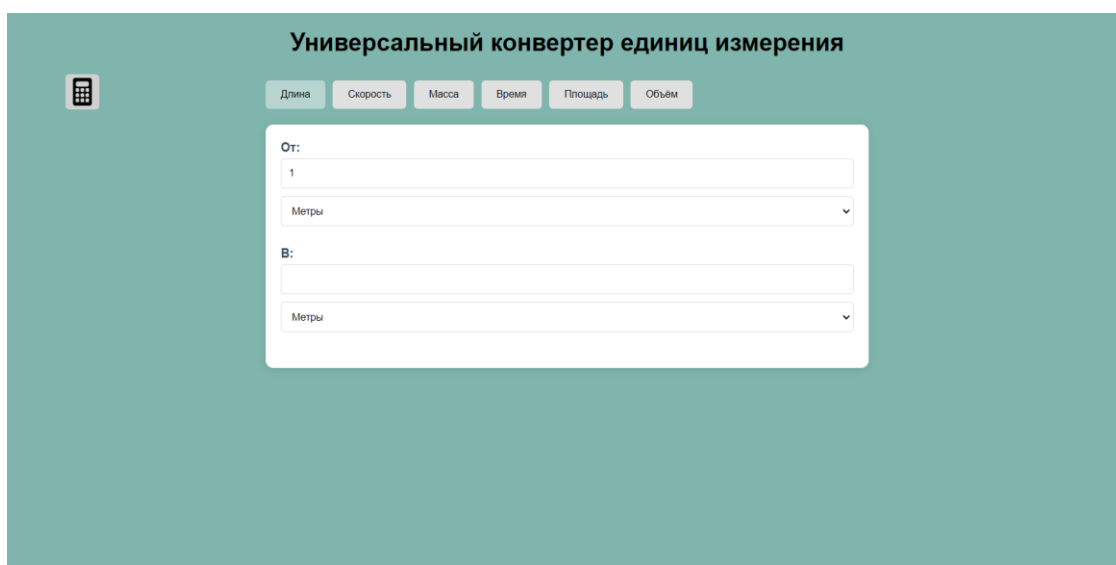 Универсальный конвертер единиц измерения
Длина Скорость Масса Время Площадь Объём
От:
1
Метры
В:
Метры